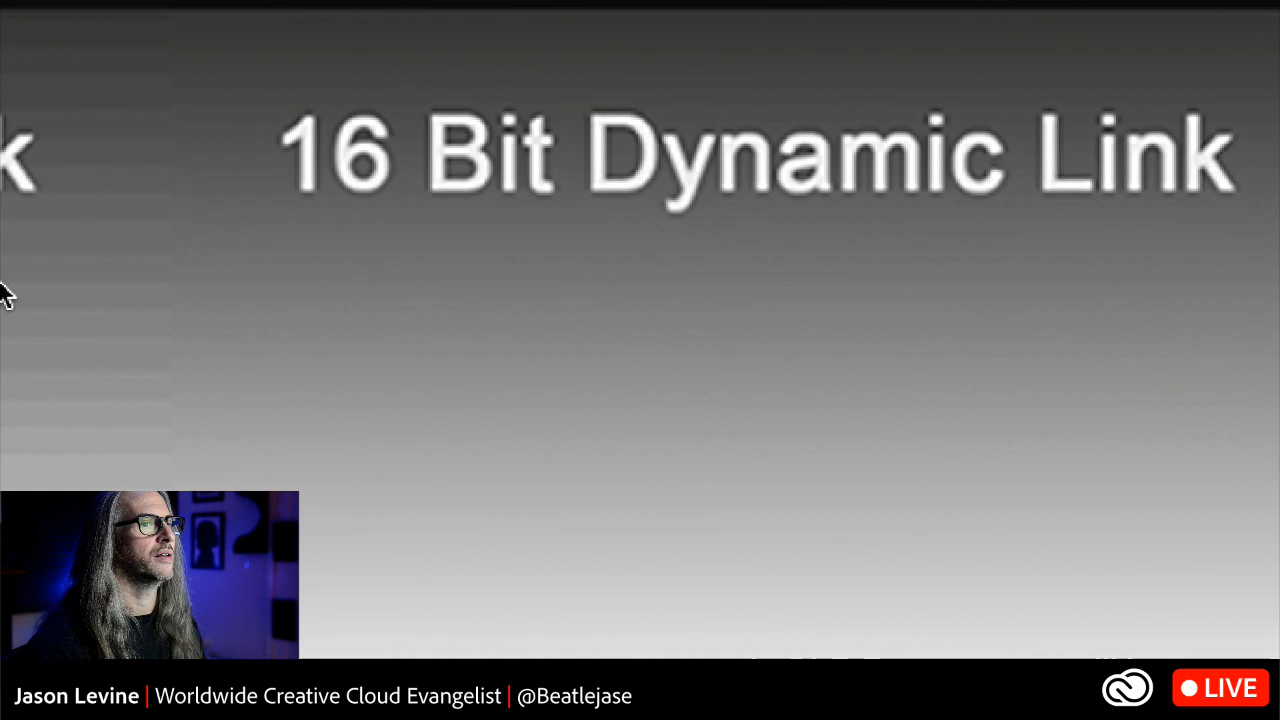 k 16 Bit Dynamic Link
Jason Levine | Worldwide Creative Cloud Evangelist | @Beatlejase
LIVE